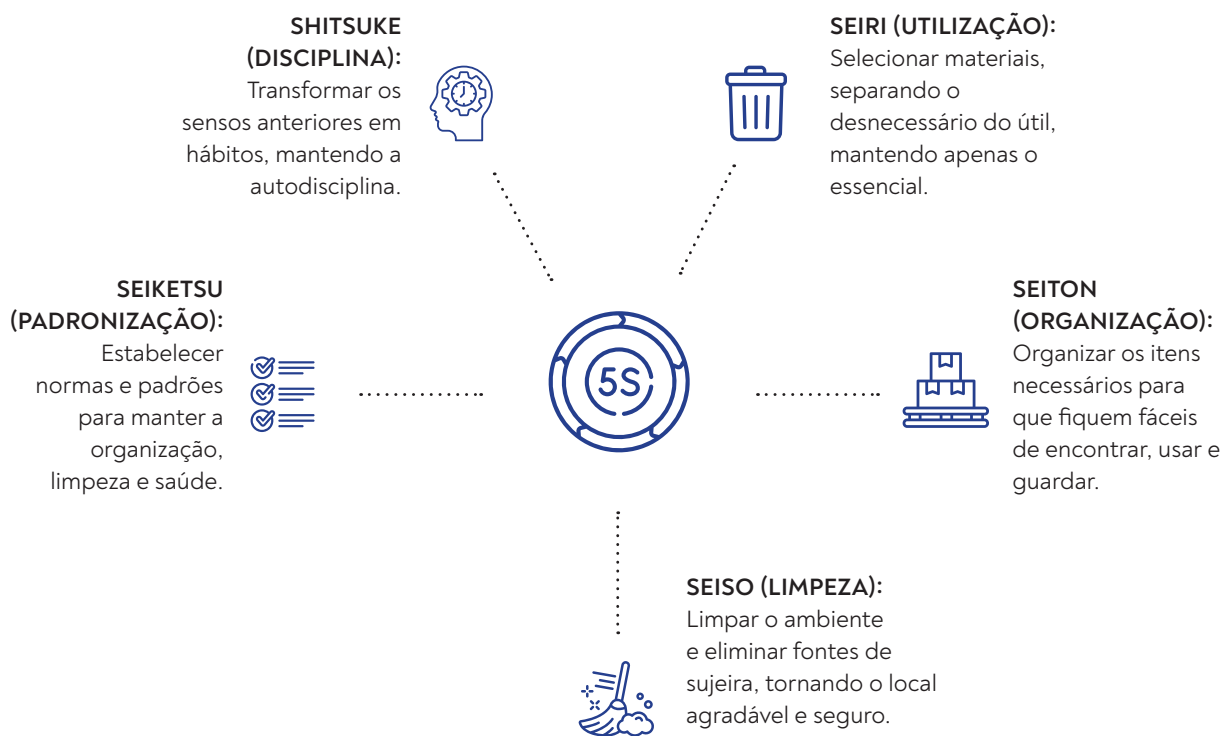 SHITSUKE
(DISCIPLINA):
Transformar os
sensos anteriores em
hábitos, mantendo a
autodisciplina.
SEIRI (UTILIZAÇÃO):
Selecionar materiais,
separando o
desnecessário do útil,
mantendo apenas o
essencial.
SEIKETSU
(PADRONIZAÇÃO):
Estabelecer
normas e padrões
para manter a
organização,
limpeza e saúde.
5S
SEITON
(ORGANIZAÇÃO):
Organizar os itens
necessários para
que fiquem fáceis
de encontrar, usar e
guardar.
SEISO (LIMPEZA):
Limpar o ambiente
e eliminar fontes de
sujeira, tornando o local
agradável e seguro.